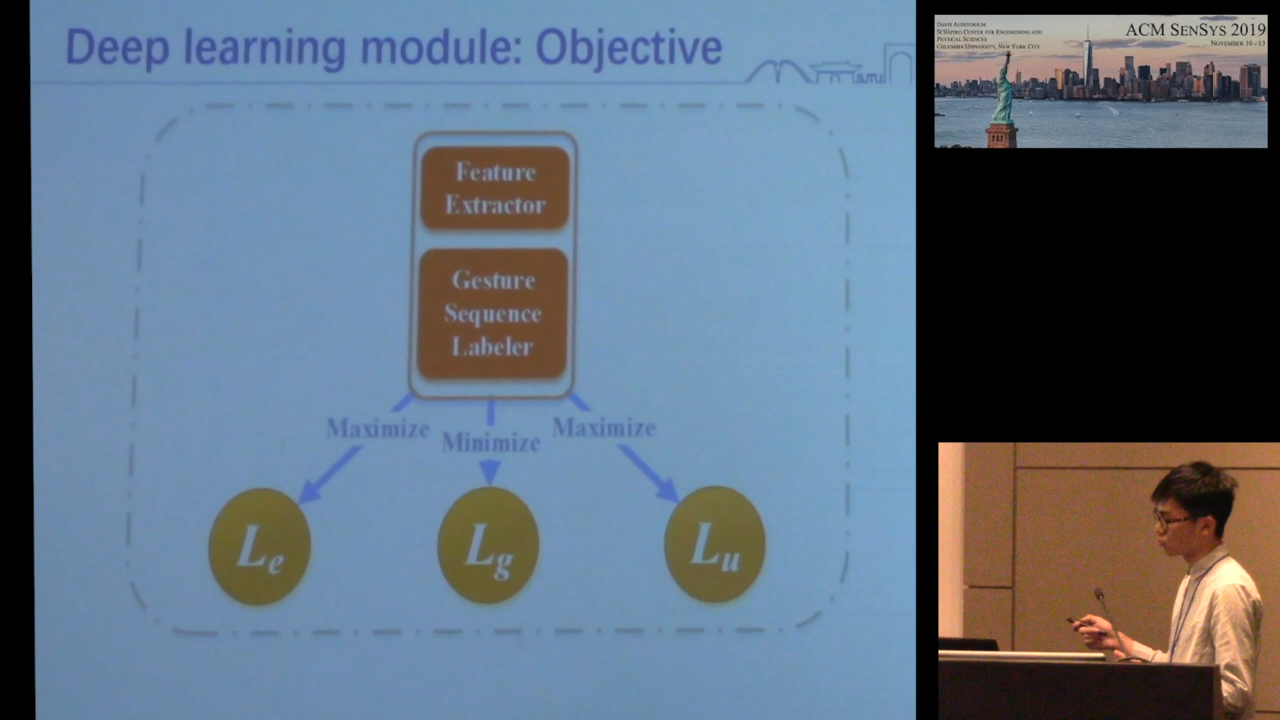 Deep learning module: Objective
Feature
Extractor
Gesture
Sequence
Labeler
Maximize
Minimize
Maximize
Le
Lg
Lu
DAVIS AUDITORIUM
SCHAPIRO CENTER FOR ENGINEERING AND
PHYSICAL SCIENCES
COLUMBIA UNIVERSITY, NEW YORK CITY
ACM SENSYS 2019
NOVEMBER 10 - 13